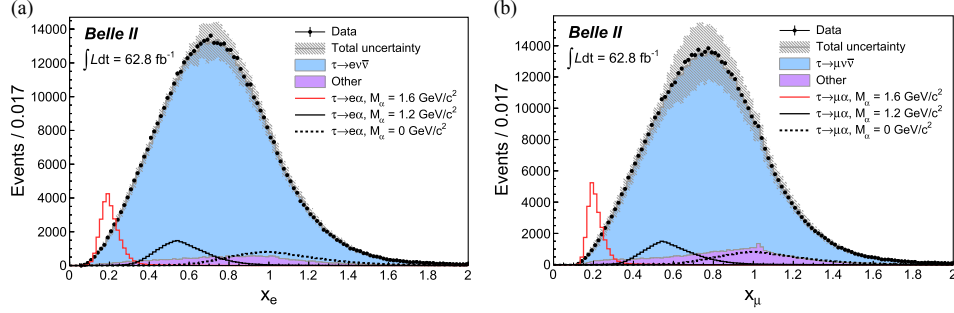 (a)
Belle II
∫ Ldt = 62.8 fb⁻¹
Data
Total uncertainty
τ→eνν̅
Other
τ→eα, Mα = 1.6 GeV/c²
τ→eα, Mα = 1.2 GeV/c²
τ→eα, Mα = 0 GeV/c²
Events / 0.017
14000
12000
10000
8000
6000
4000
2000
0
0.2 0.4 0.6 0.8 1 1.2 1.4 1.6 1.8 2
xe
(b)
Belle II
∫ Ldt = 62.8 fb⁻¹
Data
Total uncertainty
τ→μνν̅
Other
τ→μα, Mα = 1.6 GeV/c²
τ→μα, Mα = 1.2 GeV/c²
τ→μα, Mα = 0 GeV/c²
Events / 0.017
14000
12000
10000
8000
6000
4000
2000
0
0 0.2 0.4 0.6 0.8 1 1.2 1.4 1.6 1.8 2
xμ